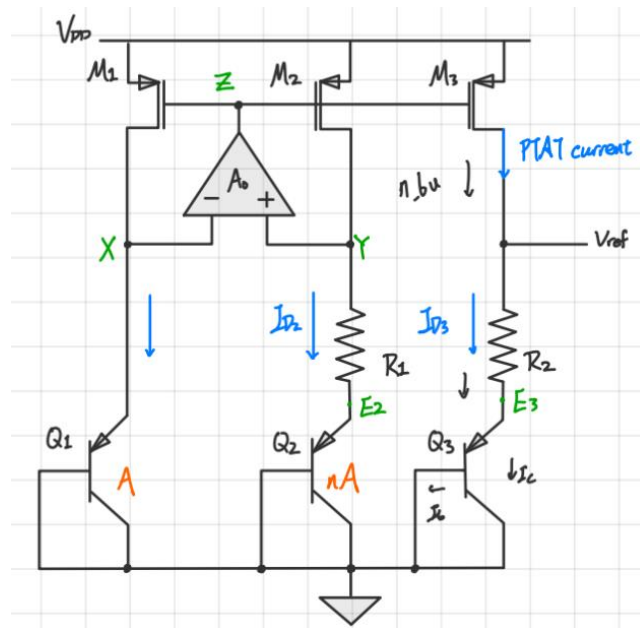 VDD
M1
Z
M2
M3
PTAT current
A0
- +
n_bu
X
Y
Vref
ID2
ID3
R1
R2
E2
E3
Q1
A
Q2
nA
Q3
Ic
Ib